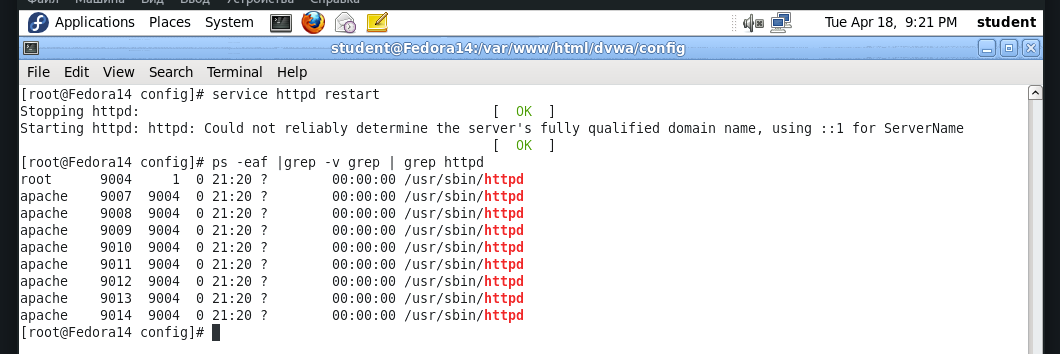 Файл Машина Вид Ввод Устройства Справка
Applications Places System Tue Apr 18, 9:21 PM student
student@Fedora14:/var/www/html/dvwa/config
File Edit View Search Terminal Help
[root@Fedora14 config]# service httpd restart
Stopping httpd: [ OK ]
Starting httpd: httpd: Could not reliably determine the server's fully qualified domain name, using ::1 for ServerName
[ OK ]
[root@Fedora14 config]# ps -eaf |grep -v grep | grep httpd
root 9004 1 0 21:20 ? 00:00:00 /usr/sbin/httpd
apache 9007 9004 0 21:20 ? 00:00:00 /usr/sbin/httpd
apache 9008 9004 0 21:20 ? 00:00:00 /usr/sbin/httpd
apache 9009 9004 0 21:20 ? 00:00:00 /usr/sbin/httpd
apache 9010 9004 0 21:20 ? 00:00:00 /usr/sbin/httpd
apache 9011 9004 0 21:20 ? 00:00:00 /usr/sbin/httpd
apache 9012 9004 0 21:20 ? 00:00:00 /usr/sbin/httpd
apache 9013 9004 0 21:20 ? 00:00:00 /usr/sbin/httpd
apache 9014 9004 0 21:20 ? 00:00:00 /usr/sbin/httpd
[root@Fedora14 config]#